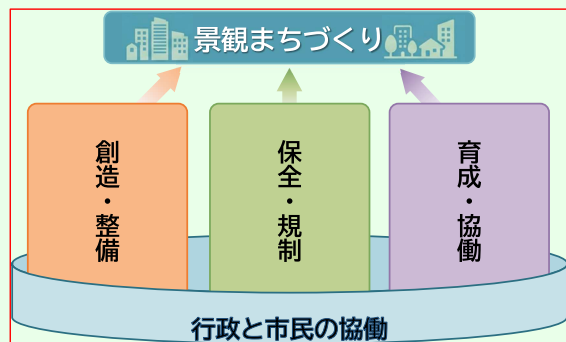 景観まちづくり
創造・整備
保全・規制
育成・協働
行政と市民の協働